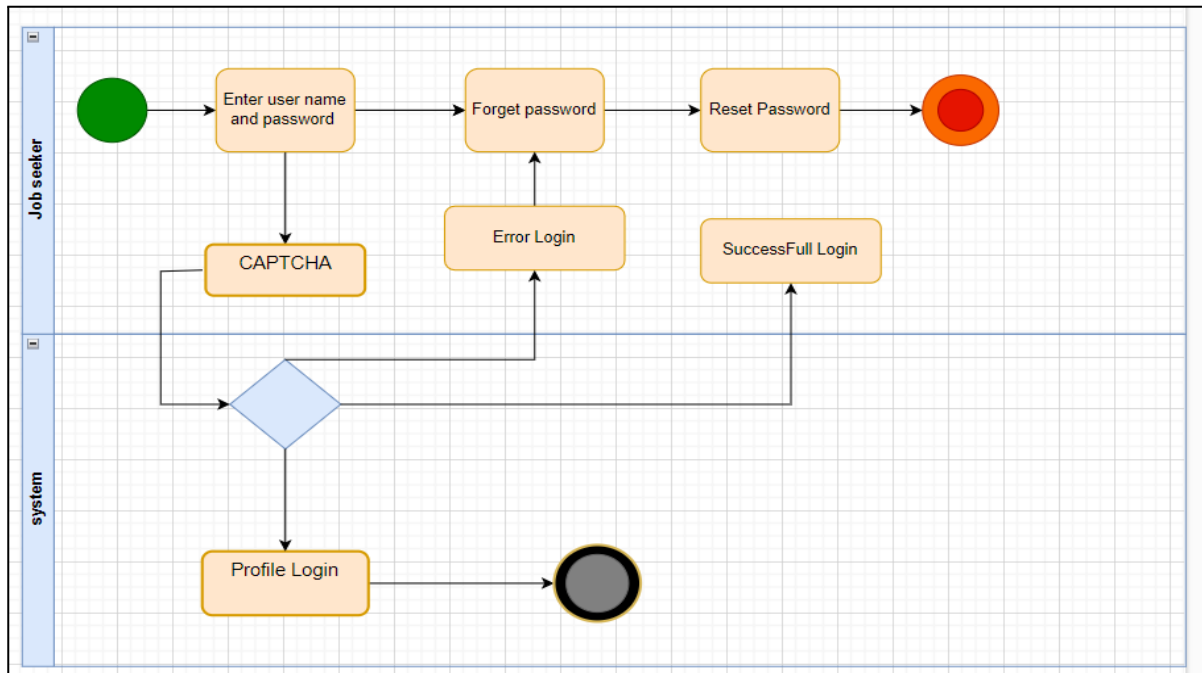 Job seeker
Enter user name
and password
Forget password
Reset Password
Error Login
SuccessFull Login
CAPTCHA
system
Profile Login